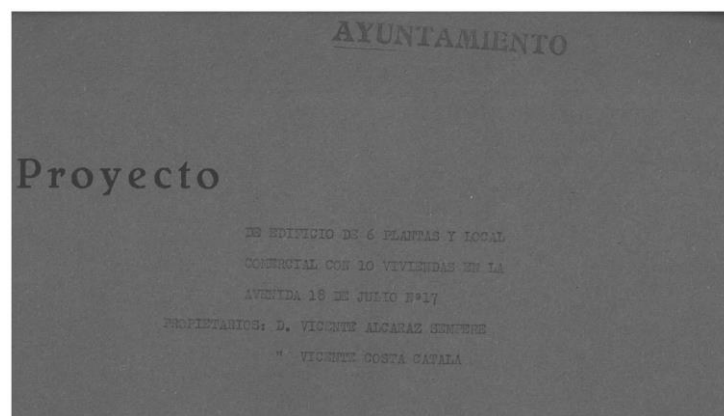 AYUNTAMIENTO
Proyecto
DE EDIFICIO DE 6 PLANTAS Y LOCAL
COMERCIAL CON 10 VIVIENDAS EN LA
AVENIDA 18 DE JULIO Nº17
PROPIETARIOS: D. VICENTE ALCARAZ SEMPERE
" VICENTE COSTA CATALA